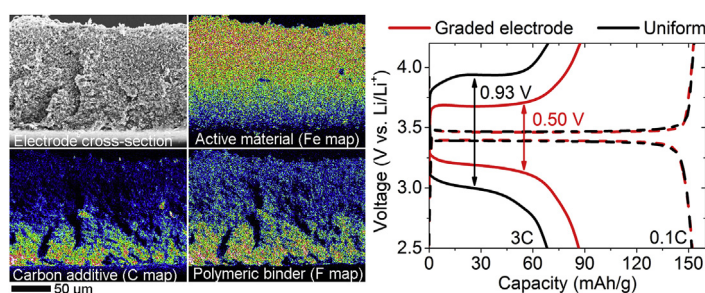 Electrode cross-section
Active material (Fe map)
Carbon additive (C map)
Polymeric binder (F map)
50 µm
Graded electrode
Uniform
Voltage (V vs. Li/Li⁺)
4.0
3.5
3.0
2.5
0.93 V
0.50 V
3C
0.1C
0 30 60 90 120 150
Capacity (mAh/g)